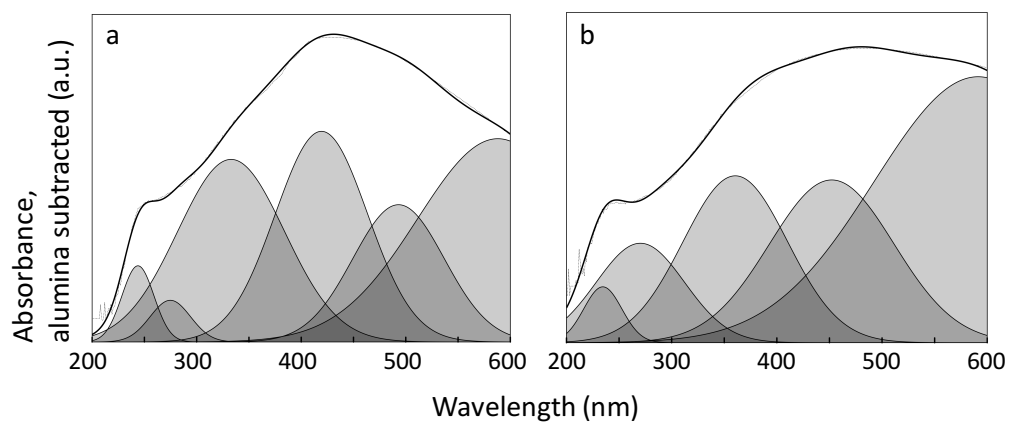 a
b
Absorbance,
alumina subtracted (a.u.)
200 300 400 500 600
200 300 400 500 600
Wavelength (nm)